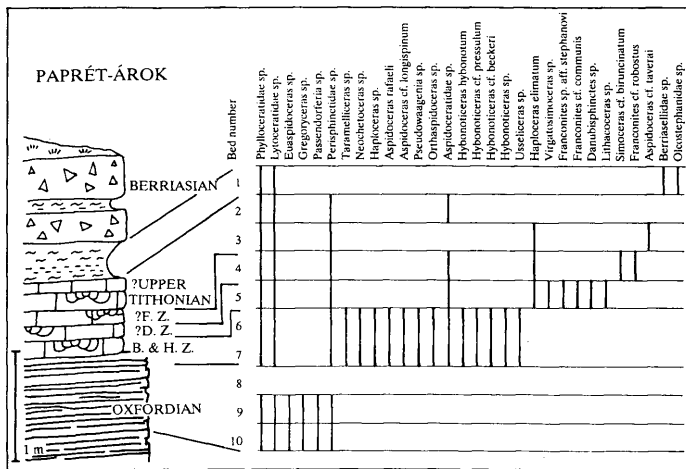 PAPRÉT-ÁROK
BERRIASIAN
?UPPER
TITHONIAN
?F. Z.
?D. Z.
B. & H. Z.
OXFORDIAN
1 m
Bed number
1
2
3
4
5
6
7
8
9
10
Phylloceratidae sp.
Lytoceratidae sp.
Euaspidoceras sp.
Gregoryceras sp.
Passendorferia sp.
Perisphinctidae sp.
Taramelliceras sp.
Neochetoceras sp.
Haploceras sp.
Aspidoceras rafaeli
Aspidoceras cf. longispinum
Pseudowaagenia sp.
Orthaspidoceras sp.
Aspidoceratidae sp.
Hybonoticeras hybonotum
Hybonoticeras cf. pressulum
Hybonoticeras cf. beckeri
Hybonoticeras sp.
Usseliceras sp.
Haploceras elimatum
Virgatosimoceras sp.
Franconites sp. aff. stephanovi
Franconites cf. communis
Danubisphinctes sp.
Lithacoceras sp.
Simoceras cf. biruncinatum
Franconites cf. robustus
Aspidoceras cf. taverai
Berriasellidae sp.
Olcostephanidae sp.